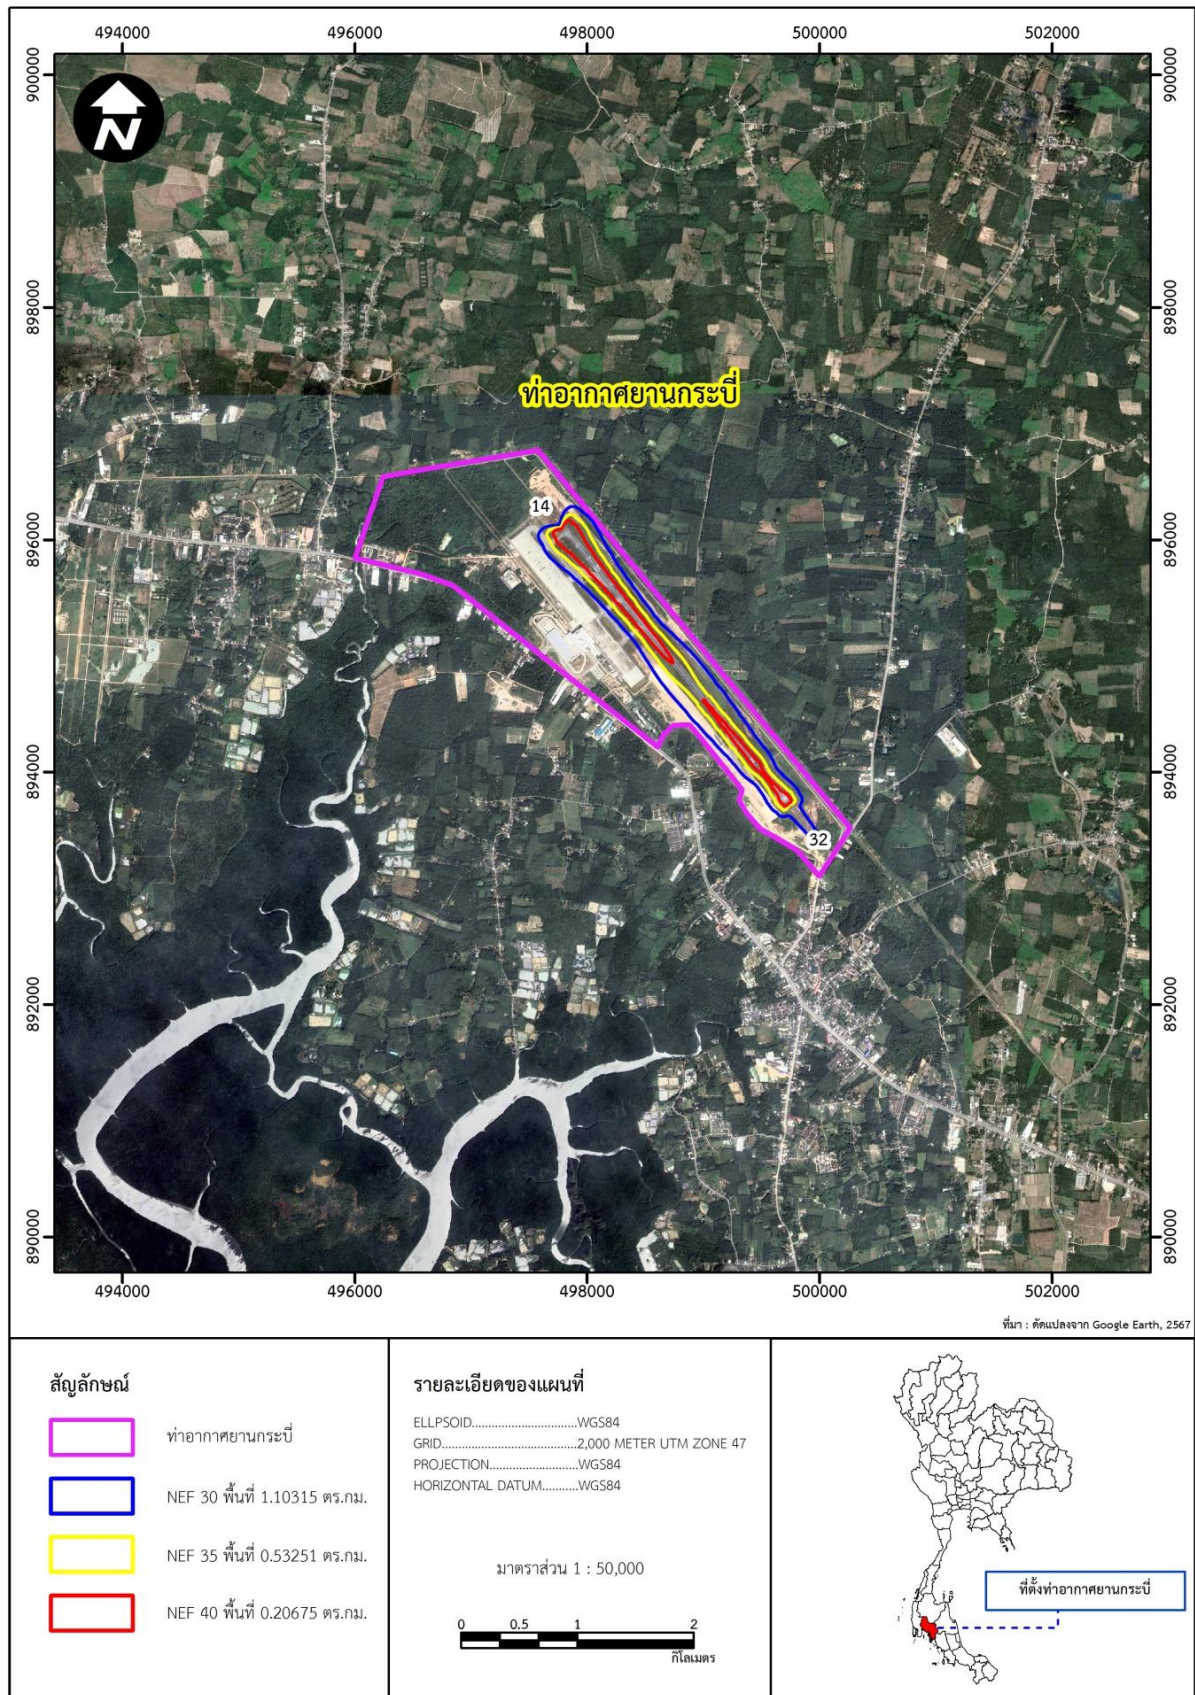 494000 496000 498000 500000 502000
900000 900000
N
898000 898000
ท่าอากาศยานกระบี่
14
896000 896000
894000 894000
32
892000 892000
890000 890000
494000 496000 498000 500000 502000
ที่มา : ดัดแปลงจาก Google Earth, 2567
สัญลักษณ์
ท่าอากาศยานกระบี่
NEF 30 พื้นที่ 1.10315 ตร.กม.
NEF 35 พื้นที่ 0.53251 ตร.กม.
NEF 40 พื้นที่ 0.20675 ตร.กม.
รายละเอียดของแผนที่
ELLPSOID..............................WGS84
GRID.......................................2,000 METER UTM ZONE 47
PROJECTION.........................WGS84
HORIZONTAL DATUM..........WGS84
มาตราส่วน 1 : 50,000
0 0.5 1 2
กิโลเมตร
ที่ตั้งท่าอากาศยานกระบี่